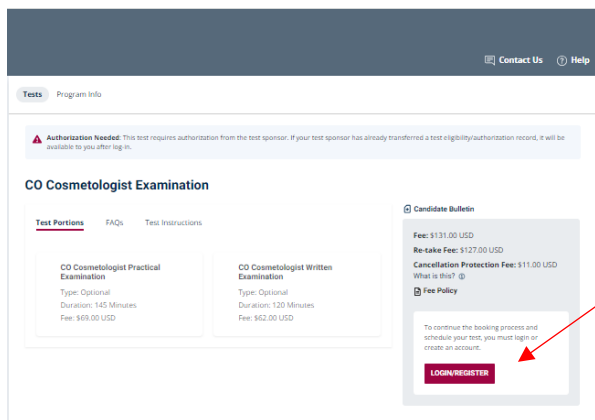 Contact Us
Help
Tests
Program Info
Authorization Needed: This test requires authorization from the test sponsor. If your test sponsor has already transferred a test eligibility/authorization record, it will be
available to you after log-in.
CO Cosmetologist Examination
Candidate Bulletin
Test Portions
FAQs
Test Instructions
CO Cosmetologist Practical
Examination
Type: Optional
Duration: 145 Minutes
Fee: $69.00 USD
CO Cosmetologist Written
Examination
Type: Optional
Duration: 120 Minutes
Fee: $62.00 USD
Fee: $131.00 USD
Re-take Fee: $127.00 USD
Cancellation Protection Fee: $11.00 USD
What is this?
Fee Policy
To continue the booking process and
schedule your test, you must login or
create an account.
LOGIN/REGISTER